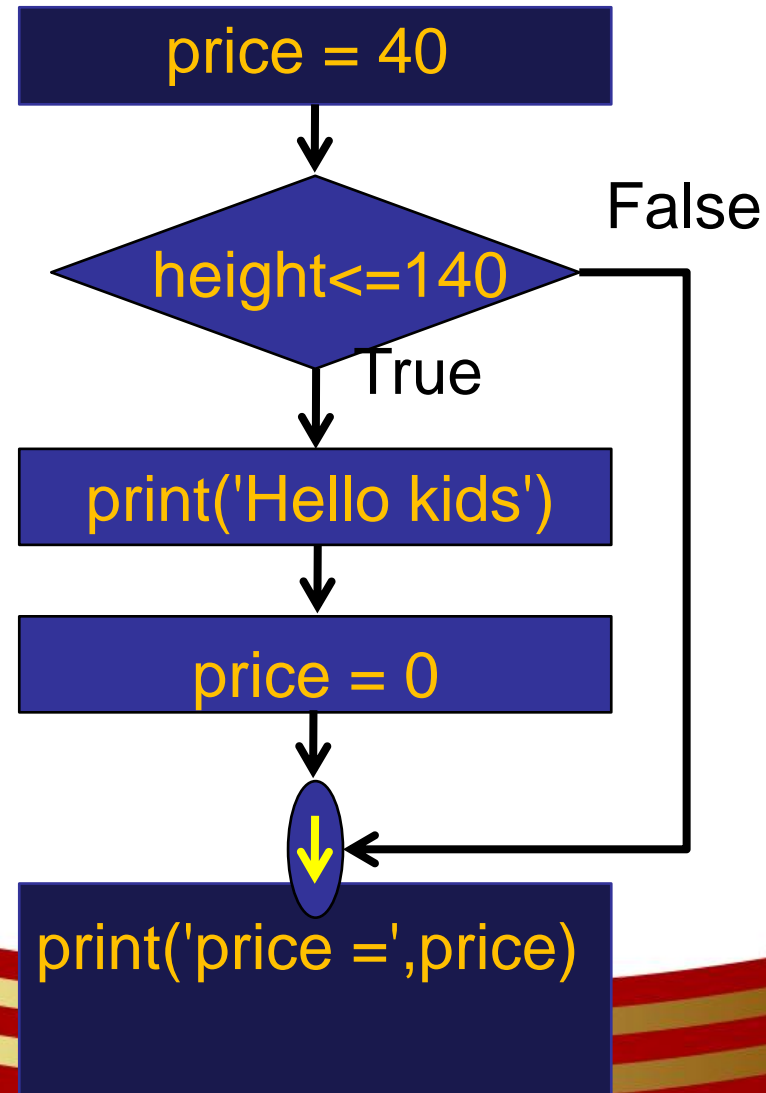 price = 40
False
height<=140
True
print('Hello kids')
price = 0
print('price =',price)